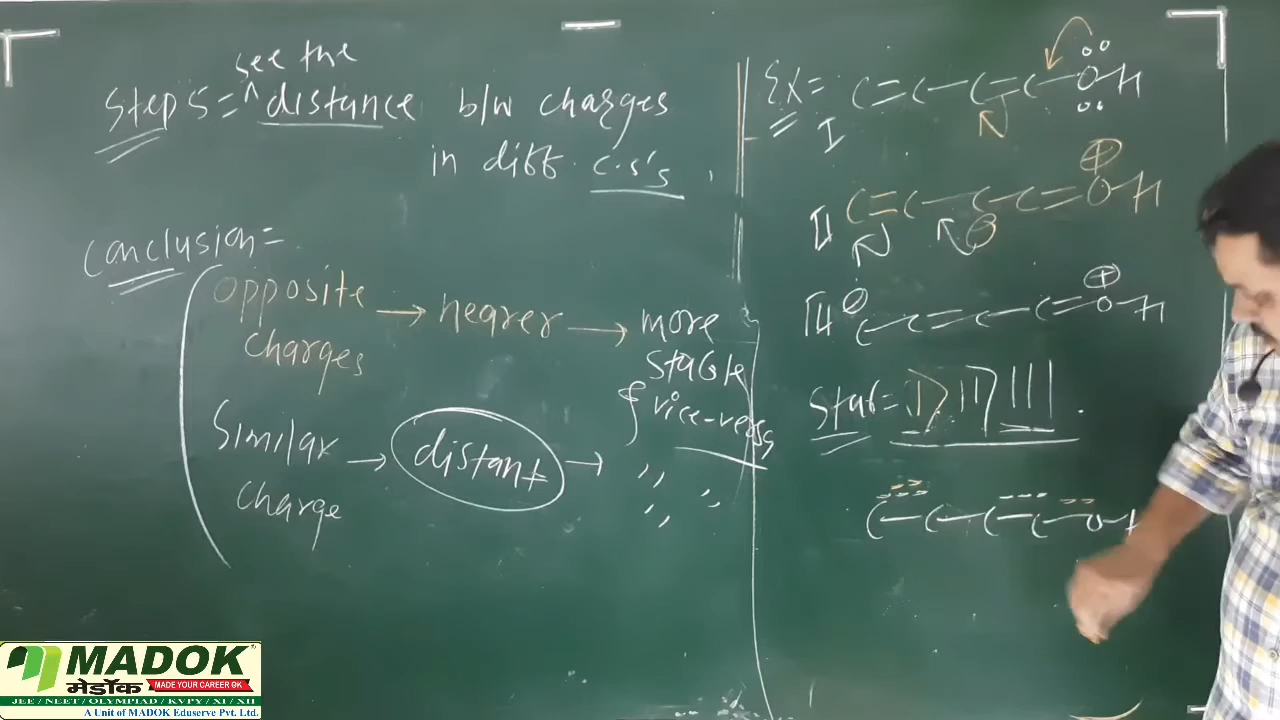 see the
Step 5 = ^ distance b/w charges
in diff. C.S's.
Conclusion =
opposite charges → nearer → more stable
{ vice-versa
Similar charge → distant → ,, ,,
,,
Ex =
I C=C-C=C-Ö-H
II C=C-C-C=O-H
⊕
⊖
III C-C=C-C=O-H
⊖ ⊕
Stab = I > II > III .
C-C-C-C-O-H
MADOK
मेडॉक MADE YOUR CAREER GK
JEE / NEET / OLYMPIAD / KVPY / XI / XII
A Unit of MADOK Eduserve Pvt. Ltd.